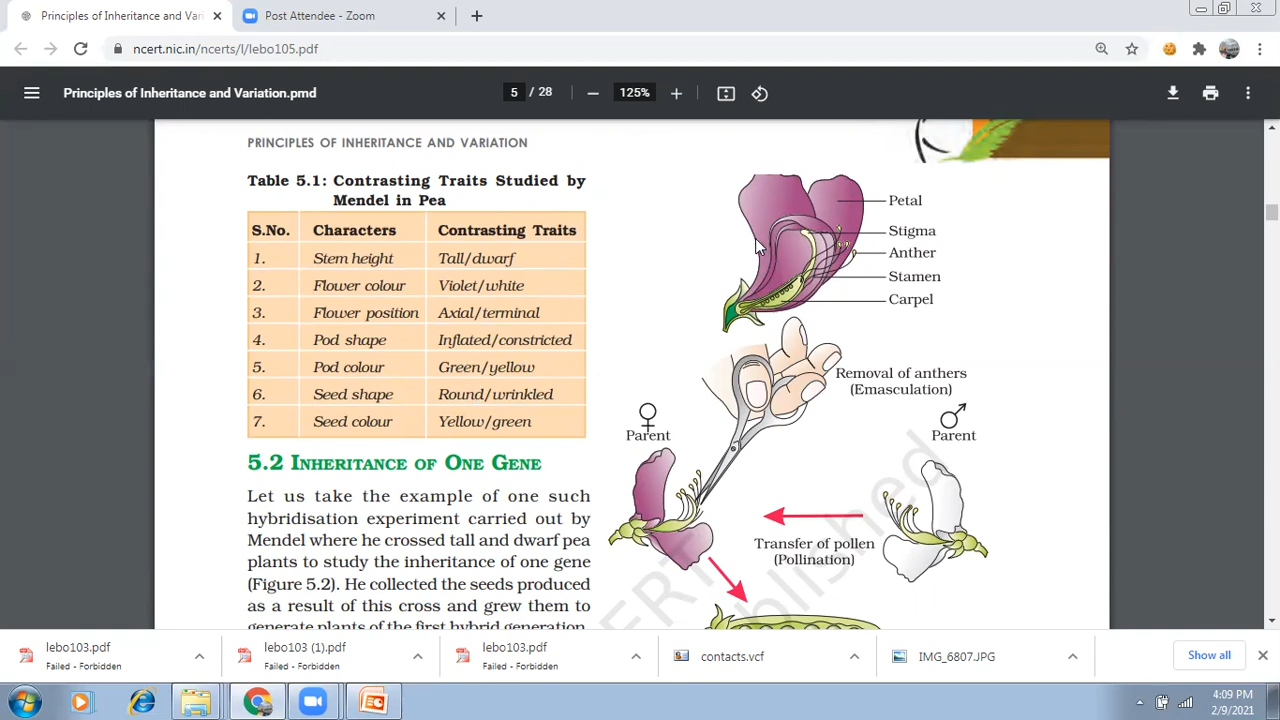 Principles of Inheritance and Vari
Post Attendee - Zoom
ncert.nic.in/ncerts/l/lebo105.pdf
Principles of Inheritance and Variation.pmd
5 / 28
125%
PRINCIPLES OF INHERITANCE AND VARIATION
Table 5.1: Contrasting Traits Studied by
Mendel in Pea
S.No. Characters Contrasting Traits
1. Stem height Tall/dwarf
2. Flower colour Violet/white
3. Flower position Axial/terminal
4. Pod shape Inflated/constricted
5. Pod colour Green/yellow
6. Seed shape Round/wrinkled
7. Seed colour Yellow/green
5.2 INHERITANCE OF ONE GENE
Let us take the example of one such
hybridisation experiment carried out by
Mendel where he crossed tall and dwarf pea
plants to study the inheritance of one gene
(Figure 5.2). He collected the seeds produced
as a result of this cross and grew them to
generate plants of the first hybrid generation.
Petal
Stigma
Anther
Stamen
Carpel
Removal of anthers
(Emasculation)
♀
Parent
♂
Parent
Transfer of pollen
(Pollination)
lebo103.pdf
Failed - Forbidden
lebo103 (1).pdf
Failed - Forbidden
lebo103.pdf
Failed - Forbidden
contacts.vcf
IMG_6807.JPG
Show all
4:09 PM
2/9/2021